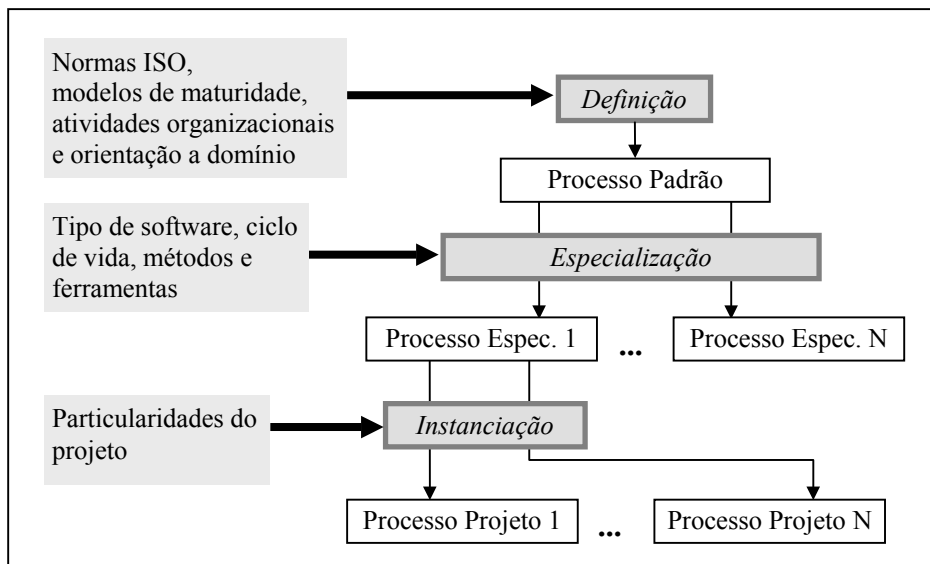 Normas ISO,
modelos de maturidade,
atividades organizacionais
e orientação a domínio
Definição
Processo Padrão
Tipo de software, ciclo
de vida, métodos e
ferramentas
Especialização
Processo Espec. 1
...
Processo Espec. N
Particularidades do
projeto
Instanciação
Processo Projeto 1
...
Processo Projeto N